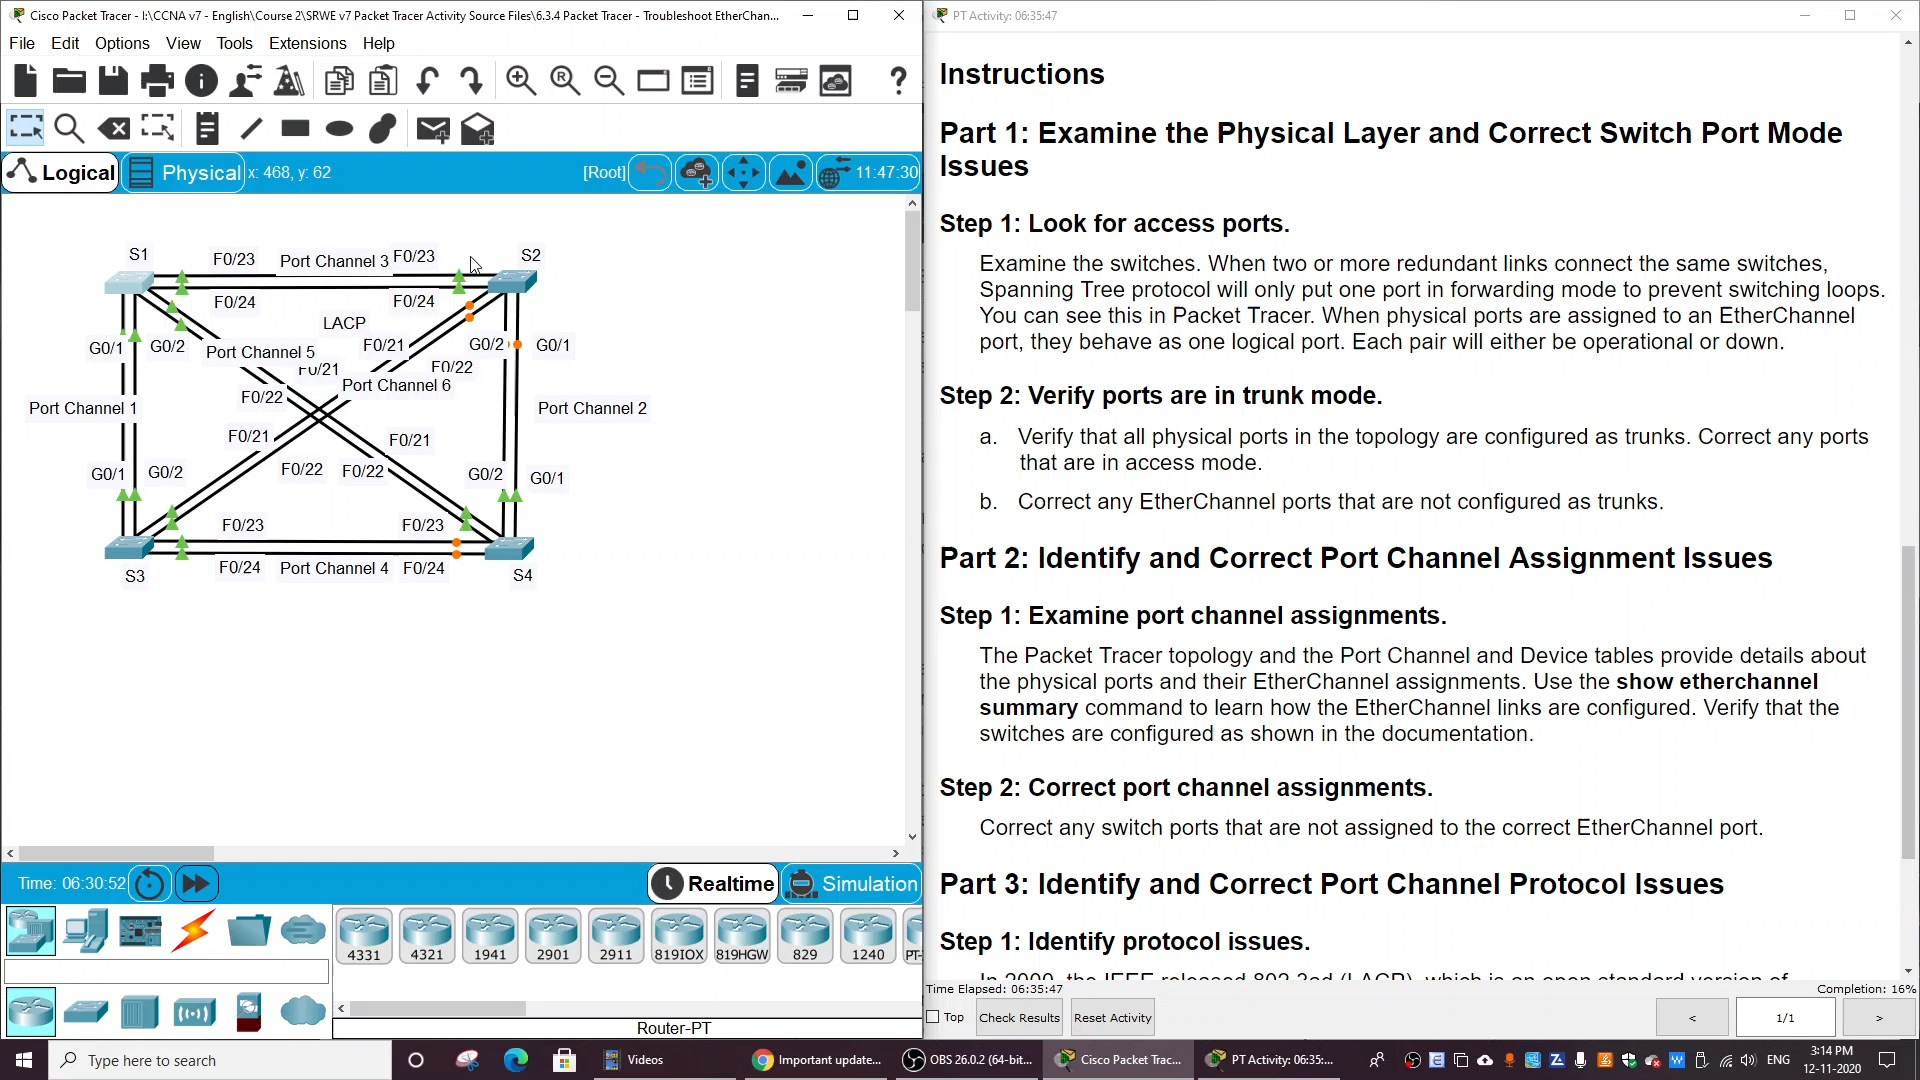 Cisco Packet Tracer - I:\CCNA v7 - English\Course 2\SRWE v7 Packet Tracer Activity Source Files\6.3.4 Packet Tracer - Troubleshoot EtherChan...
File Edit Options View Tools Extensions Help
Logical Physical x: 468, y: 62 [Root] 11:47:30
S1 F0/23 Port Channel 3 F0/23 S2
F0/24 F0/24
LACP
G0/1 G0/2 Port Channel 5 F0/21 G0/2 G0/1
F0/21 F0/22
F0/22 Port Channel 6
Port Channel 1 Port Channel 2
F0/21 F0/21
G0/1 G0/2 F0/22 F0/22 G0/2 G0/1
F0/23 F0/23
S3 F0/24 Port Channel 4 F0/24 S4
Time: 06:30:52 Realtime Simulation
4331 4321 1941 2901 2911 819IOX 819HGW 829 1240 PT-
Router-PT
PT Activity: 06:35:47
Instructions
Part 1: Examine the Physical Layer and Correct Switch Port Mode
Issues
Step 1: Look for access ports.
Examine the switches. When two or more redundant links connect the same switches,
Spanning Tree protocol will only put one port in forwarding mode to prevent switching loops.
You can see this in Packet Tracer. When physical ports are assigned to an EtherChannel
port, they behave as one logical port. Each pair will either be operational or down.
Step 2: Verify ports are in trunk mode.
a. Verify that all physical ports in the topology are configured as trunks. Correct any ports
that are in access mode.
b. Correct any EtherChannel ports that are not configured as trunks.
Part 2: Identify and Correct Port Channel Assignment Issues
Step 1: Examine port channel assignments.
The Packet Tracer topology and the Port Channel and Device tables provide details about
the physical ports and their EtherChannel assignments. Use the show etherchannel
summary command to learn how the EtherChannel links are configured. Verify that the
switches are configured as shown in the documentation.
Step 2: Correct port channel assignments.
Correct any switch ports that are not assigned to the correct EtherChannel port.
Part 3: Identify and Correct Port Channel Protocol Issues
Step 1: Identify protocol issues.
In 2000, the IEEE released 802.3ad (LACP), which is an open standard version of
Time Elapsed: 06:35:47 Completion: 16%
Top Check Results Reset Activity < 1/1 >
Type here to search Videos Important update... OBS 26.0.2 (64-bit... Cisco Packet Trac... PT Activity: 06:35:... ENG 3:14 PM
12-11-2020